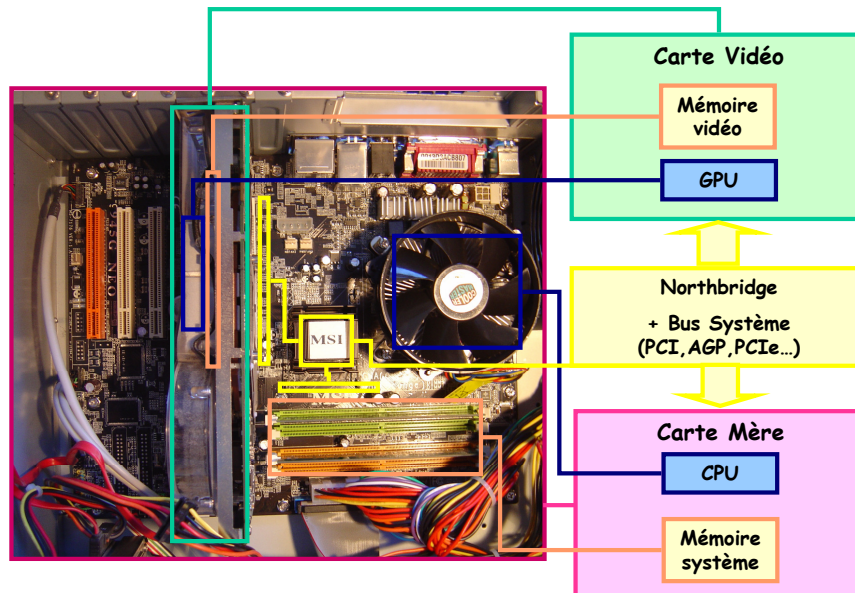 Carte Vidéo
Mémoire
vidéo
GPU
Northbridge
+ Bus Système
(PCI,AGP,PCIe...)
Carte Mère
CPU
Mémoire
système
MSI